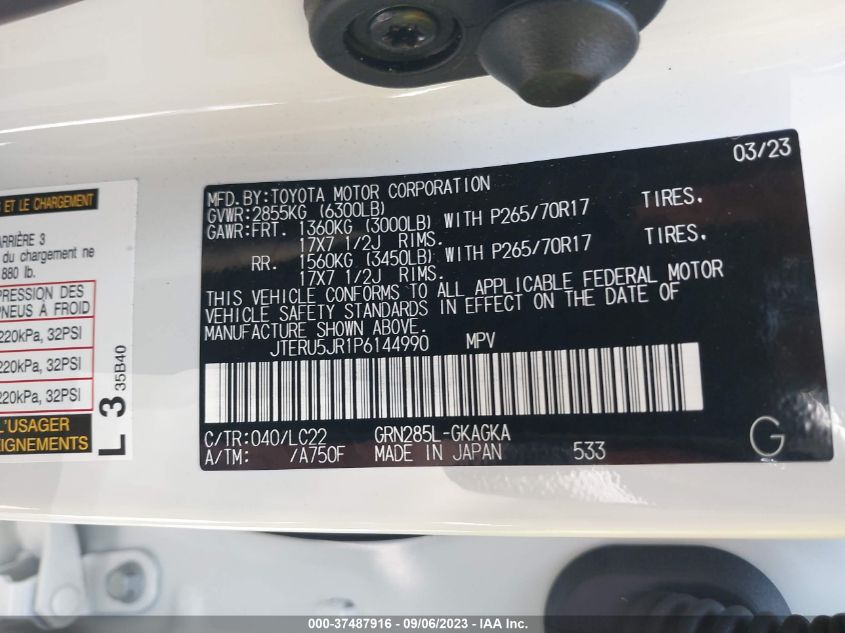 03/23
MFD. BY:TOYOTA MOTOR CORPORATION
GVWR:2855KG (6300LB)
GAWR:FRT. 1360KG (3000LB) WITH P265/70R17 TIRES.
17X7 1/2J RIMS.
RR. 1560KG (3450LB) WITH P265/70R17 TIRES.
17X7 1/2J RIMS.
THIS VEHICLE CONFORMS TO ALL APPLICABLE FEDERAL MOTOR
VEHICLE SAFETY STANDARDS IN EFFECT ON THE DATE OF
MANUFACTURE SHOWN ABOVE.
JTERU5JR1P6144990 MPV
C/TR:040/LC22 GRN285L-GKAGKA
A/TM: /A750F MADE IN JAPAN 533
G
ET LE CHARGEMENT
ARRIÈRE 3
du chargement ne
880 lb.
PRESSION DES
PNEUS À FROID
220kPa, 32PSI
220kPa, 32PSI
220kPa, 32PSI
L'USAGER
EIGNEMENTS
L 3 35B40
000-37487916 - 09/06/2023 - IAA Inc.